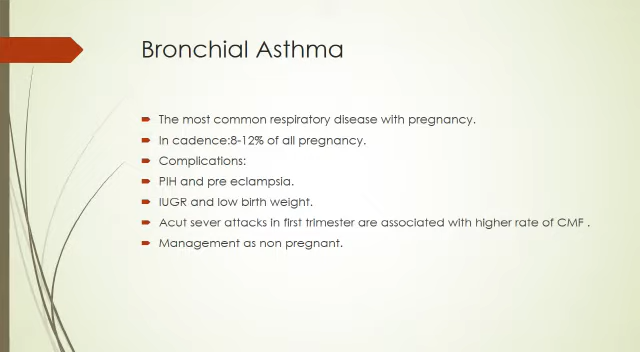 Bronchial Asthma
The most common respiratory disease with pregnancy.
In cadence:8-12% of all pregnancy.
Complications:
PIH and pre eclampsia.
IUGR and low birth weight.
Acut sever attacks in first trimester are associated with higher rate of CMF .
Management as non pregnant.